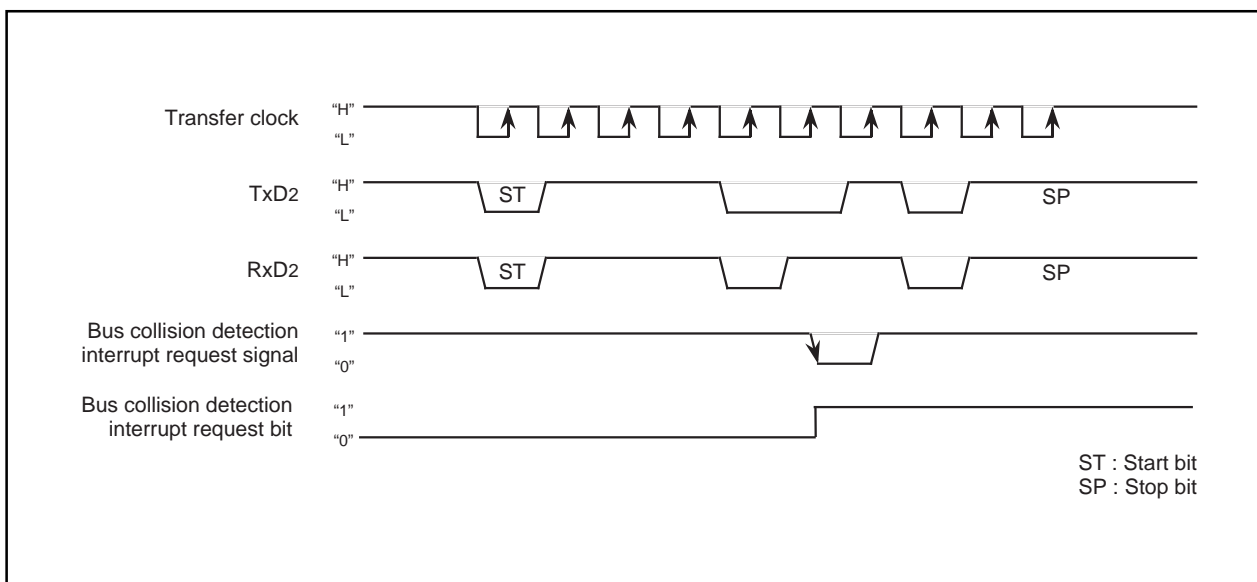 Transfer clock
“H”
“L”
TxD2
“H”
“L”
ST
SP
RxD2
“H”
“L”
ST
SP
Bus collision detection
interrupt request signal
“1”
“0”
Bus collision detection
interrupt request bit
“1”
“0”
ST : Start bit
SP : Stop bit